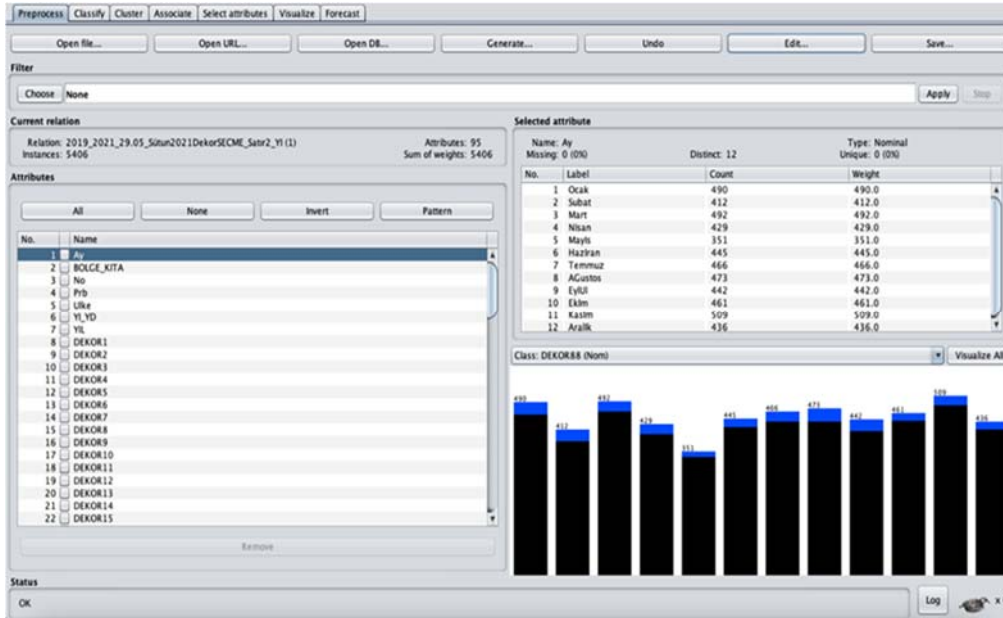 Preprocess Classify Cluster Associate Select attributes Visualize Forecast
Open file... Open URL... Open DB... Generate... Undo Edit... Save...
Filter
Choose None Apply Stop
Current relation
Relation: 2019_2021_29.05_Sütun2021DekorSECME_Satır2_YI (1) Attributes: 95
Instances: 5406 Sum of weights: 5406
Attributes
All None Invert Pattern
No. Name
1 Ay
2 BOLGE_KITA
3 No
4 Prb
5 Ulke
6 YI_YD
7 YIL
8 DEKOR1
9 DEKOR2
10 DEKOR3
11 DEKOR4
12 DEKOR5
13 DEKOR6
14 DEKOR7
15 DEKOR8
16 DEKOR9
17 DEKOR10
18 DEKOR11
19 DEKOR12
20 DEKOR13
21 DEKOR14
22 DEKOR15
Remove
Selected attribute
Name: Ay Type: Nominal
Missing: 0 (0%) Distinct: 12 Unique: 0 (0%)
No. Label Count Weight
1 Ocak 490 490.0
2 Subat 412 412.0
3 Mart 492 492.0
4 Nisan 429 429.0
5 Mayis 351 351.0
6 Haziran 445 445.0
7 Temmuz 466 466.0
8 AGustos 473 473.0
9 EylUl 442 442.0
10 Ekim 461 461.0
11 Kasim 509 509.0
12 Aralik 436 436.0
Class: DEKOR88 (Nom) Visualize All
490 412 492 429 351 445 466 473 442 461 509 436
Status
OK Log x